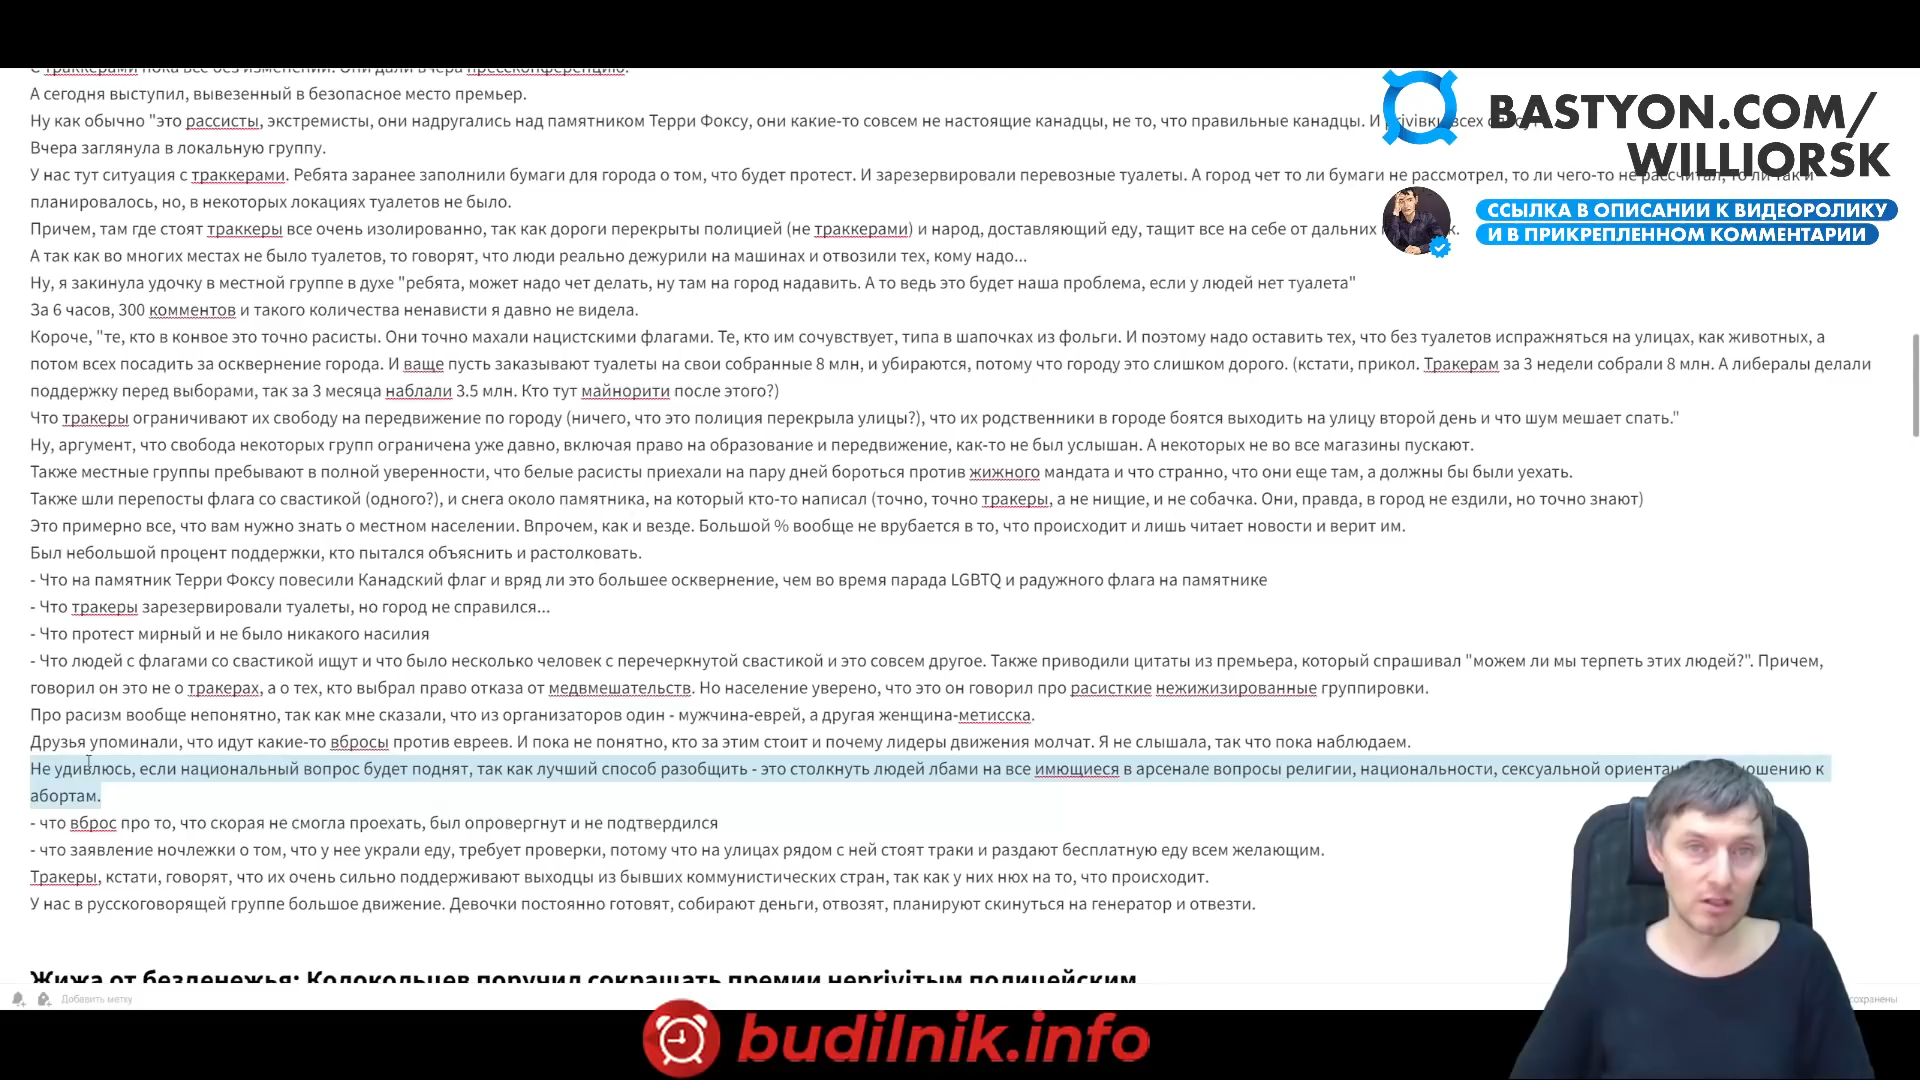 С траккерами пока все без изменений. Они дали вчера прессконференцию.
А сегодня выступил, вывезенный в безопасное место премьер.
Ну как обычно "это рассисты, экстремисты, они надругались над памятником Терри Фоксу, они какие-то совсем не настоящие канадцы, не то, что правильные канадцы. И privivки всех
Вчера заглянула в локальную группу.
У нас тут ситуация с траккерами. Ребята заранее заполнили бумаги для города о том, что будет протест. И зарезервировали перевозные туалеты. А город чет то ли бумаги не рассмотрел, то ли чего-то не рассчитал, то ли так и
планировалось, но, в некоторых локациях туалетов не было.
Причем, там где стоят траккеры все очень изолированно, так как дороги перекрыты полицией (не траккерами) и народ, доставляющий еду, тащит все на себе от дальних
А так как во многих местах не было туалетов, то говорят, что люди реально дежурили на машинах и отвозили тех, кому надо...
Ну, я закинула удочку в местной группе в духе "ребята, может надо чет делать, ну там на город надавить. А то ведь это будет наша проблема, если у людей нет туалета"
За 6 часов, 300 комментов и такого количества ненависти я давно не видела.
Короче, "те, кто в конвое это точно расисты. Они точно махали нацистскими флагами. Те, кто им сочувствует, типа в шапочках из фольги. И поэтому надо оставить тех, что без туалетов испражняться на улицах, как животных, а
потом всех посадить за осквернение города. И ваще пусть заказывают туалеты на свои собранные 8 млн, и убираются, потому что городу это слишком дорого. (кстати, прикол. Тракерам за 3 недели собрали 8 млн. А либералы делали
поддержку перед выборами, так за 3 месяца наблали 3.5 млн. Кто тут майнорити после этого?)
Что тракеры ограничивают их свободу на передвижение по городу (ничего, что это полиция перекрыла улицы?), что их родственники в городе боятся выходить на улицу второй день и что шум мешает спать."
Ну, аргумент, что свобода некоторых групп ограничена уже давно, включая право на образование и передвижение, как-то не был услышан. А некоторых не во все магазины пускают.
Также местные группы пребывают в полной уверенности, что белые расисты приехали на пару дней бороться против жижного мандата и что странно, что они еще там, а должны бы были уехать.
Также шли перепосты флага со свастикой (одного?), и снега около памятника, на который кто-то написал (точно, точно тракеры, а не нищие, и не собачка. Они, правда, в город не ездили, но точно знают)
Это примерно все, что вам нужно знать о местном населении. Впрочем, как и везде. Большой % вообще не врубается в то, что происходит и лишь читает новости и верит им.
Был небольшой процент поддержки, кто пытался объяснить и растолковать.
- Что на памятник Терри Фоксу повесили Канадский флаг и вряд ли это большее осквернение, чем во время парада LGBTQ и радужного флага на памятнике
- Что тракеры зарезервировали туалеты, но город не справился...
- Что протест мирный и не было никакого насилия
- Что людей с флагами со свастикой ищут и что было несколько человек с перечеркнутой свастикой и это совсем другое. Также приводили цитаты из премьера, который спрашивал "можем ли мы терпеть этих людей?". Причем,
говорил он это не о тракерах, а о тех, кто выбрал право отказа от медвмешательств. Но население уверено, что это он говорил про расисткие нежижизированные группировки.
Про расизм вообще непонятно, так как мне сказали, что из организаторов один - мужчина-еврей, а другая женщина-метисска.
Друзья упоминали, что идут какие-то вбросы против евреев. И пока не понятно, кто за этим стоит и почему лидеры движения молчат. Я не слышала, так что пока наблюдаем.
Не удивлюсь, если национальный вопрос будет поднят, так как лучший способ разобщить - это столкнуть людей лбами на все имющиеся в арсенале вопросы религии, национальности, сексуальной к
абортам.
- что вброс про то, что скорая не смогла проехать, был опровергнут и не подтвердился
- что заявление ночлежки о том, что у нее украли еду, требует проверки, потому что на улицах рядом с ней стоят траки и раздают бесплатную еду всем желающим.
Тракеры, кстати, говорят, что их очень сильно поддерживают выходцы из бывших коммунистических стран, так как у них нюх на то, что происходит.
У нас в русскоговорящей группе большое движение. Девочки постоянно готовят, собирают деньги, отвозят, планируют скинуться на генератор и отвезти.
Жижа от безденежья: Колокольцев поручил сокращать премии непривitым полицейским
Добавить метку
сохранены
BASTYON.COM/
WILLIORSK
ССЫЛКА В ОПИСАНИИ К ВИДЕОРОЛИКУ
И В ПРИКРЕПЛЕННОМ КОММЕНТАРИИ
budilnik.info